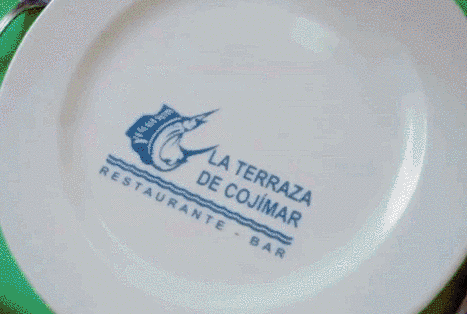 LA TERRAZA
DE COJÍMAR
RESTAURANTE - BAR